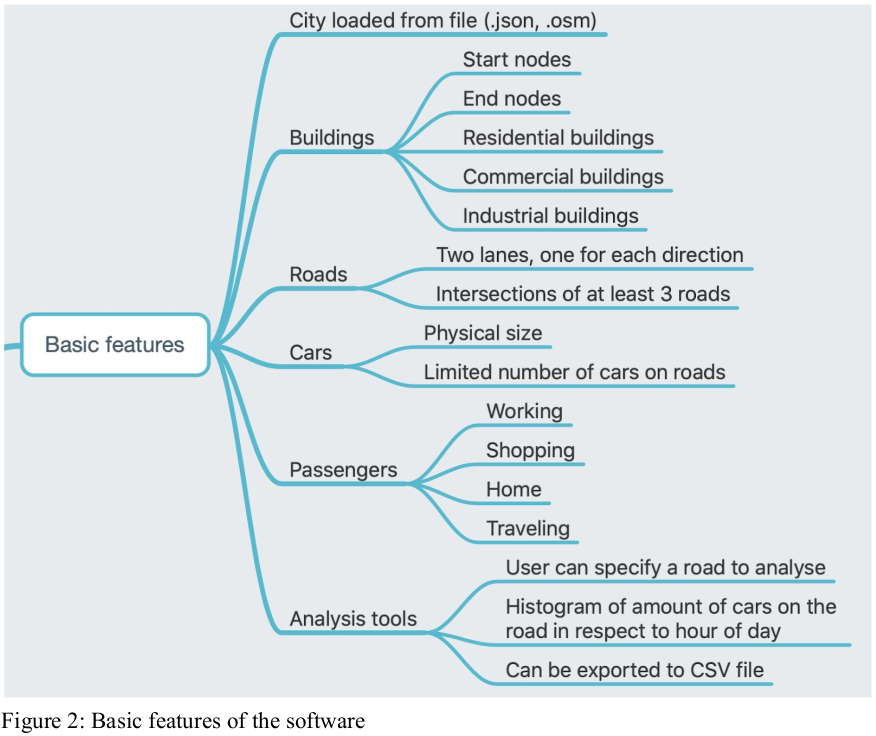 City loaded from file (.json, .osm)
Start nodes
End nodes
Buildings
Residential buildings
Commercial buildings
Industrial buildings
Two lanes, one for each direction
Roads
Intersections of at least 3 roads
Physical size
Basic features
Cars
Limited number of cars on roads
Working
Shopping
Passengers
Home
Traveling
User can specify a road to analyse
Histogram of amount of cars on the
road in respect to hour of day
Analysis tools
Can be exported to CSV file
Figure 2: Basic features of the software